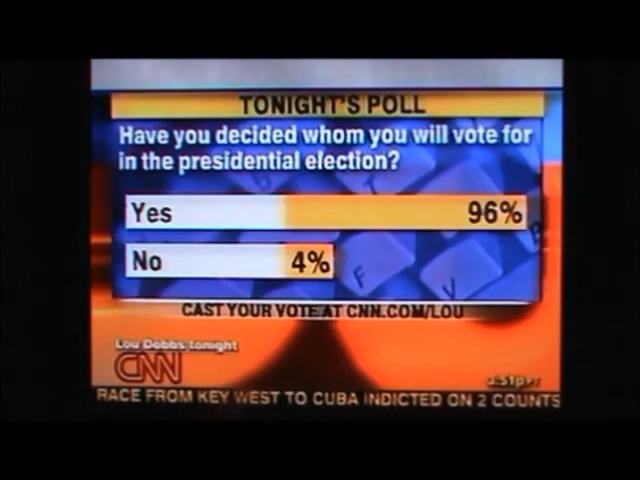 TONIGHT'S POLL
Have you decided whom you will vote for
in the presidential election?
Yes 96%
No 4%
CAST YOUR VOTE AT CNN.COM/LOU
Lou Dobbs tonight
CNN
RACE FROM KEY WEST TO CUBA INDICTED ON 2 COUNTS